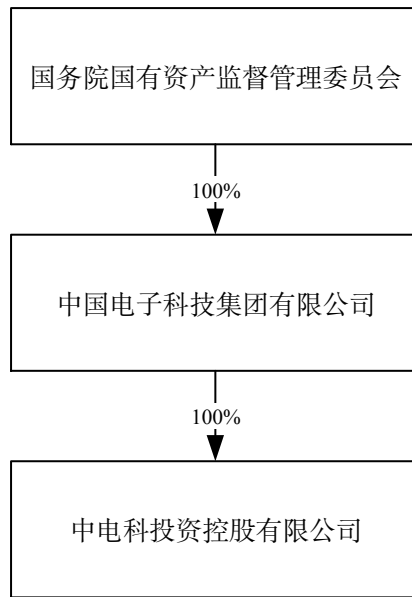 国务院国有资产监督管理委员会
100%
中国电子科技集团有限公司
100%
中电科投资控股有限公司